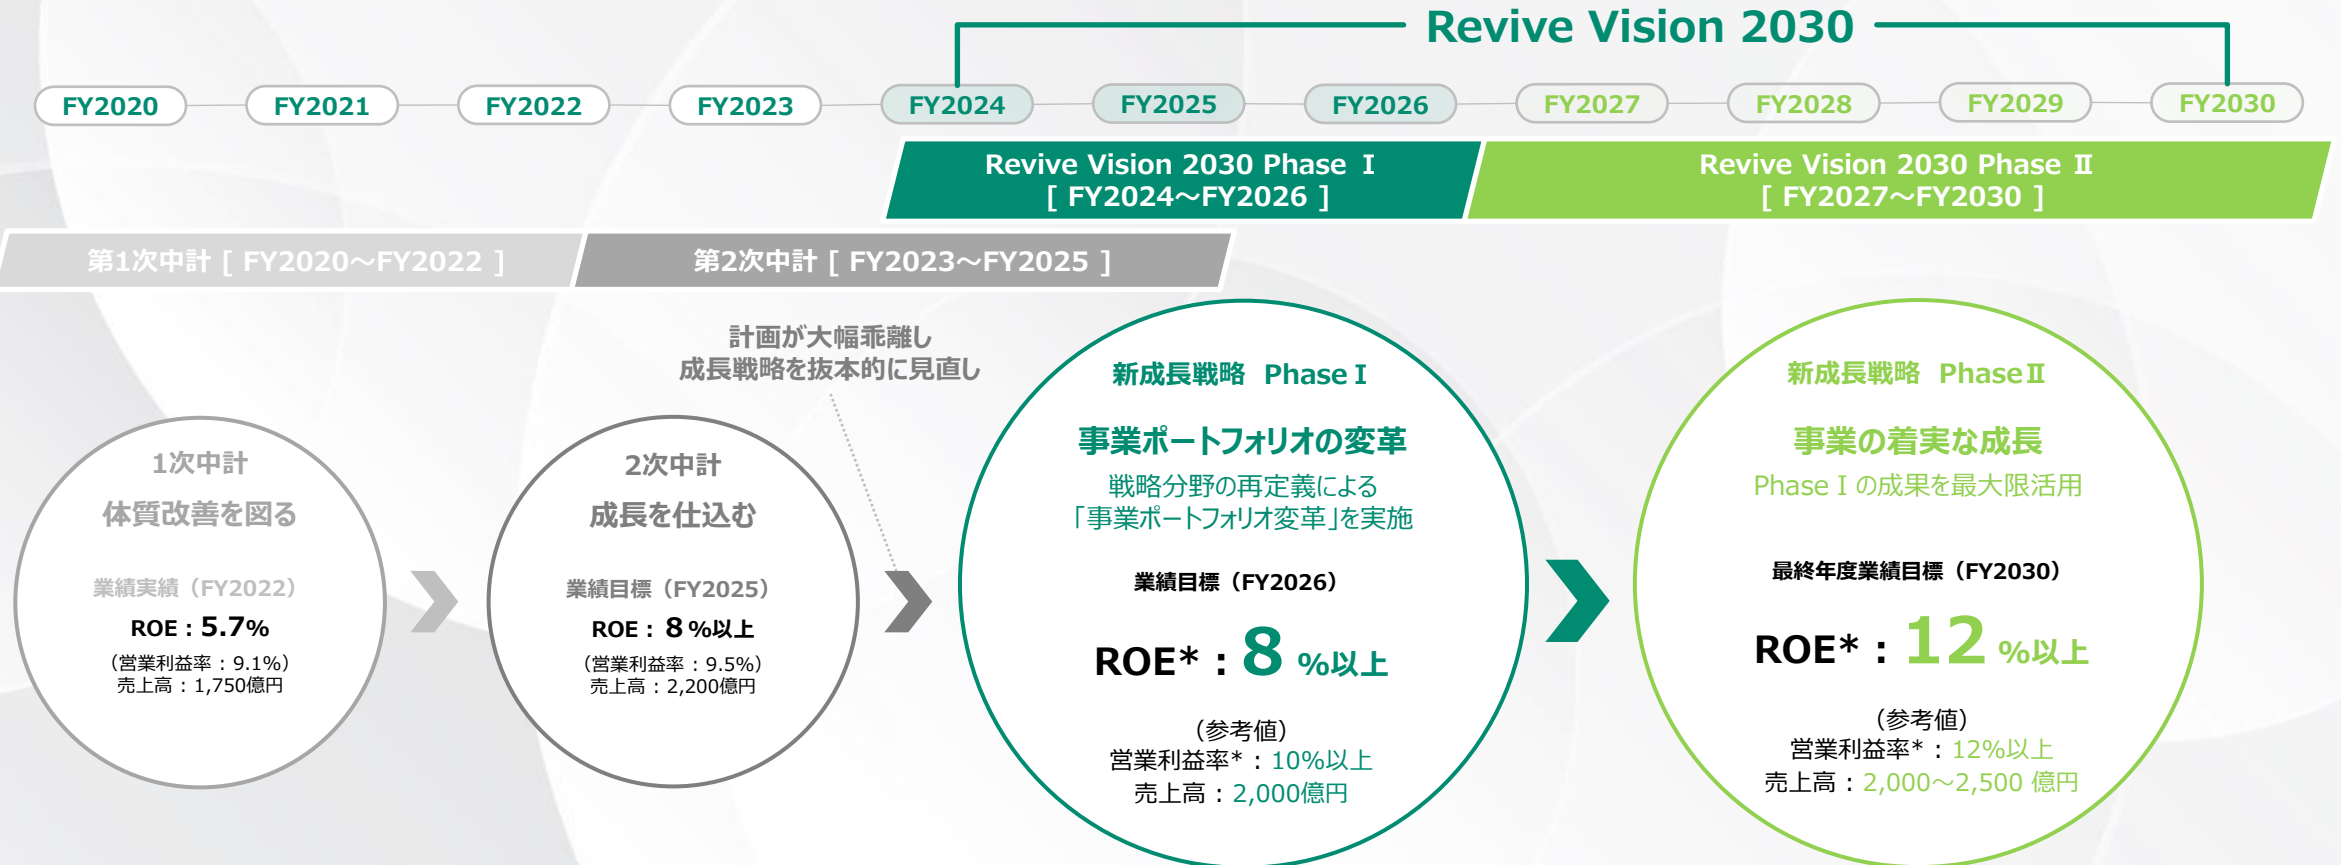 Revive Vision 2030
FY2020
FY2021
FY2022
FY2023
FY2024
FY2025
FY2026
FY2027
FY2028
FY2029
FY2030
Revive Vision 2030 Phase Ⅰ
[ FY2024～FY2026 ]
Revive Vision 2030 Phase Ⅱ
[ FY2027～FY2030 ]
第1次中計 [ FY2020～FY2022 ]
第2次中計 [ FY2023～FY2025 ]
計画が大幅乖離し
成長戦略を抜本的に見直し
1次中計
体質改善を図る
業績実績（FY2022）
ROE：5.7%
（営業利益率：9.1%）
売上高：1,750億円
2次中計
成長を仕込む
業績目標（FY2025）
ROE： 8 %以上
（営業利益率：9.5%）
売上高：2,200億円
新成長戦略 PhaseⅠ
事業ポートフォリオの変革
戦略分野の再定義による
「事業ポートフォリオ変革」を実施
業績目標（FY2026）
ROE*：8 %以上
（参考値）
営業利益率*：10%以上
売上高：2,000億円
新成長戦略 PhaseⅡ
事業の着実な成長
PhaseⅠの成果を最大限活用
最終年度業績目標（FY2030）
ROE*：12 %以上
（参考値）
営業利益率*：12%以上
売上高：2,000～2,500 億円